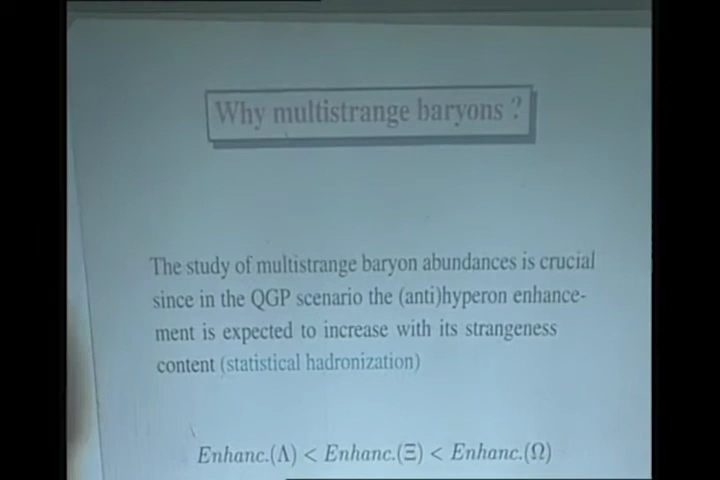 Why multistrange baryons ?
The study of multistrange baryon abundances is crucial
since in the QGP scenario the (anti)hyperon enhance-
ment is expected to increase with its strangeness
content (statistical hadronization)
Enhanc.(Λ) < Enhanc.(Ξ) < Enhanc.(Ω)